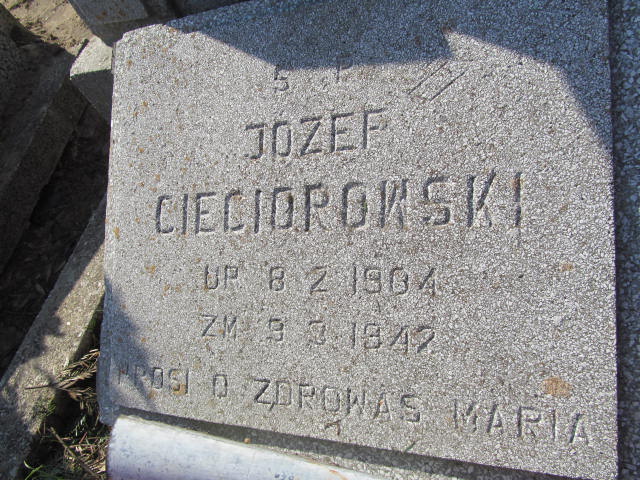 Ś P
JÓZEF
CIECIOROWSKI
UR 8 2 1904
ZM 9 3 1942
PROSI O ZDROWAŚ MARIA